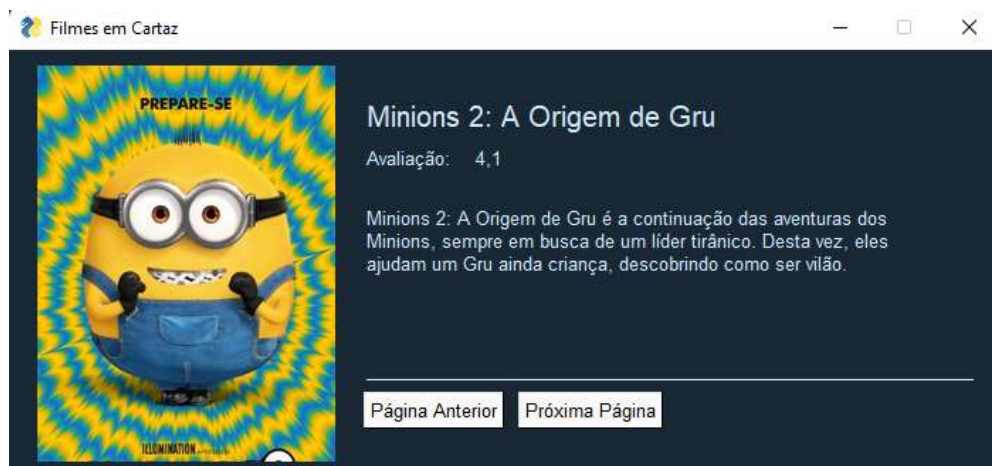 Filmes em Cartaz
PREPARE-SE
ILLUMINATION
Minions 2: A Origem de Gru
Avaliação: 4,1
Minions 2: A Origem de Gru é a continuação das aventuras dos
Minions, sempre em busca de um líder tirânico. Desta vez, eles
ajudam um Gru ainda criança, descobrindo como ser vilão.
Página Anterior Próxima Página